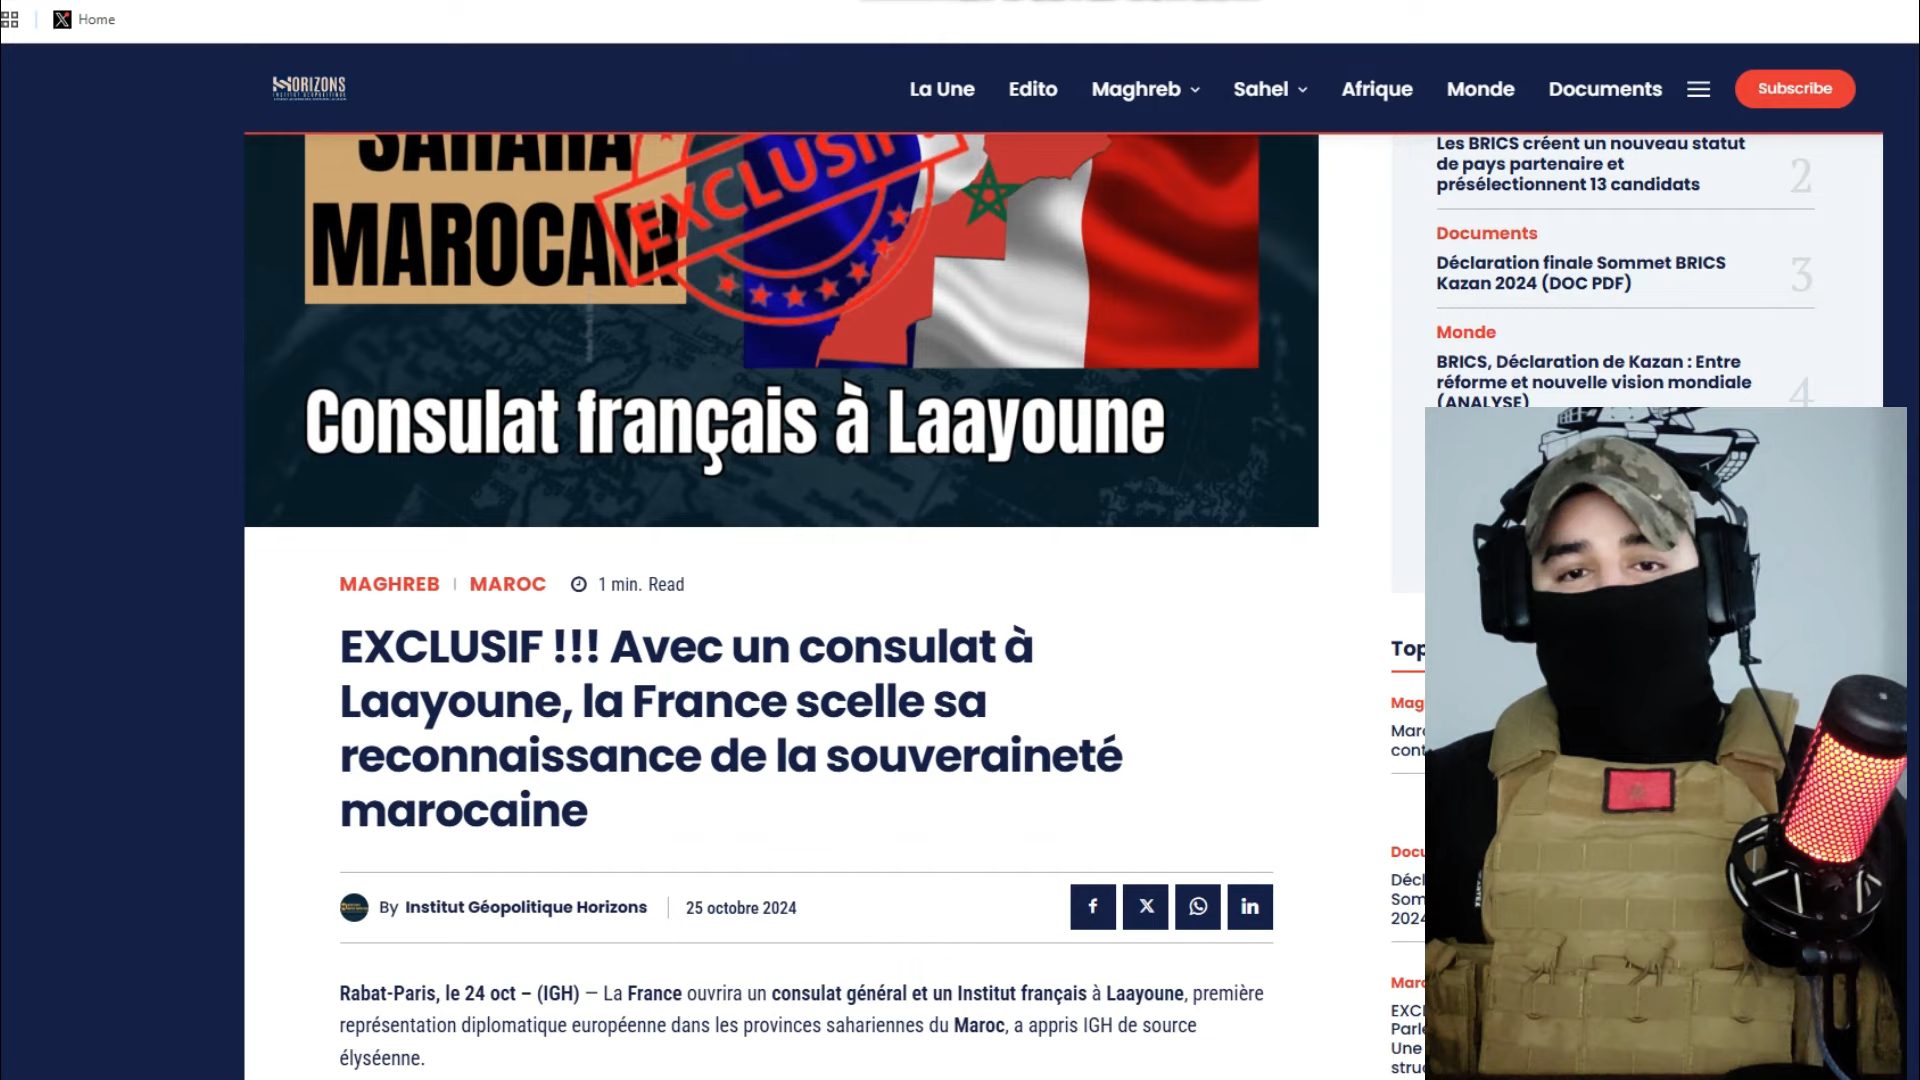 Home
HORIZONS
La Une
Edito
Maghreb
Sahel
Afrique
Monde
Documents
Subscribe
SAHARA
MAROCAIN
EXCLUSIF
Consulat français à Laayoune
MAGHREB
MAROC
1 min. Read
EXCLUSIF !!! Avec un consulat à
Laayoune, la France scelle sa
reconnaissance de la souveraineté
marocaine
By Institut Géopolitique Horizons
25 octobre 2024
Rabat-Paris, le 24 oct – (IGH) — La France ouvrira un consulat général et un Institut français à Laayoune, première
représentation diplomatique européenne dans les provinces sahariennes du Maroc, a appris IGH de source
élyséenne.
Les BRICS créent un nouveau statut
de pays partenaire et
présélectionnent 13 candidats
2
Documents
Déclaration finale Sommet BRICS
Kazan 2024 (DOC PDF)
3
Monde
BRICS, Déclaration de Kazan : Entre
réforme et nouvelle vision mondiale
(ANALYSE)
4
Top
Mag
Maro
cont
Docu
Décl
Som
2024
Maro
EXCL
Parle
Une
struc